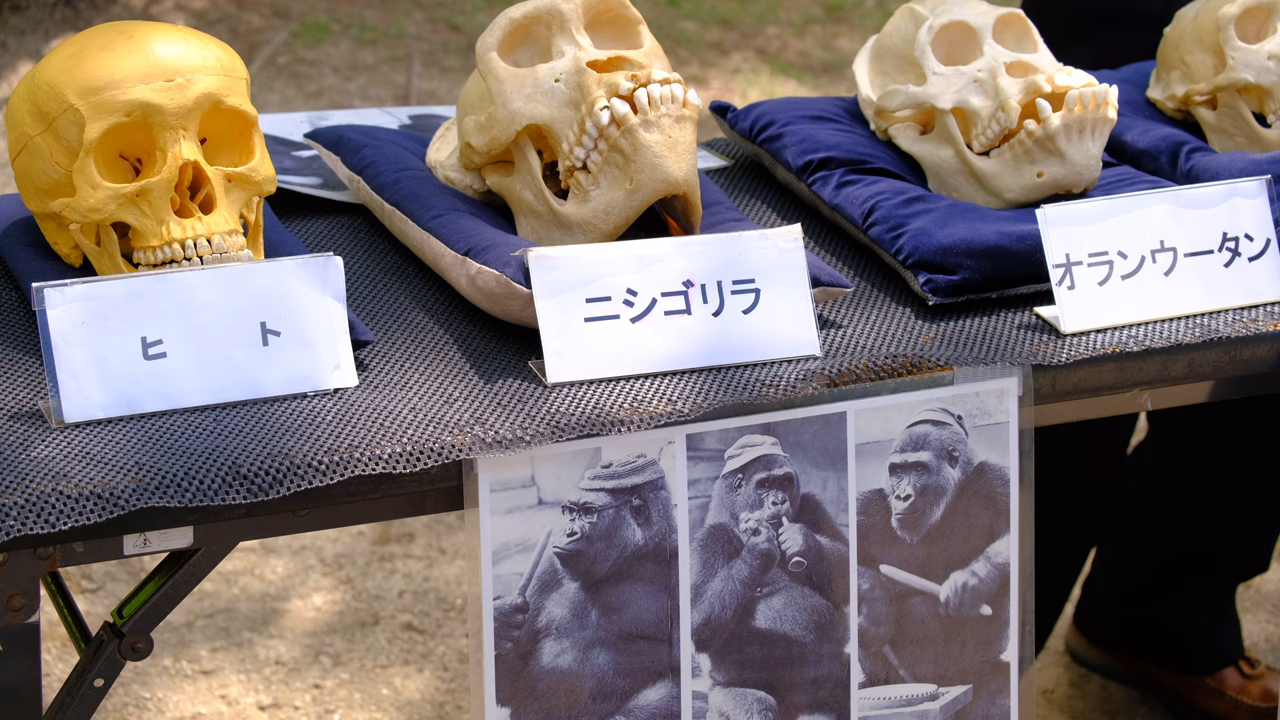 ヒ ト
ニシゴリラ
オランウータン